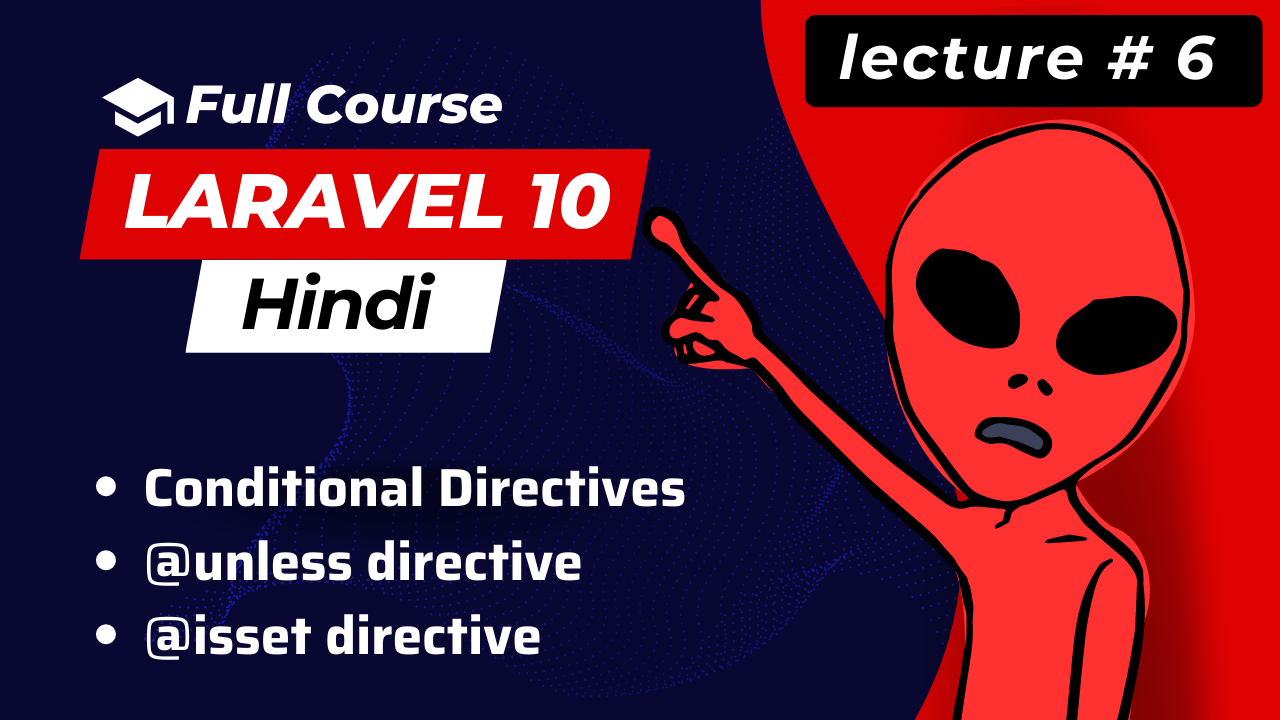 lecture # 6
Full Course
LARAVEL 10
Hindi
• Conditional Directives
• @unless directive
• @isset directive